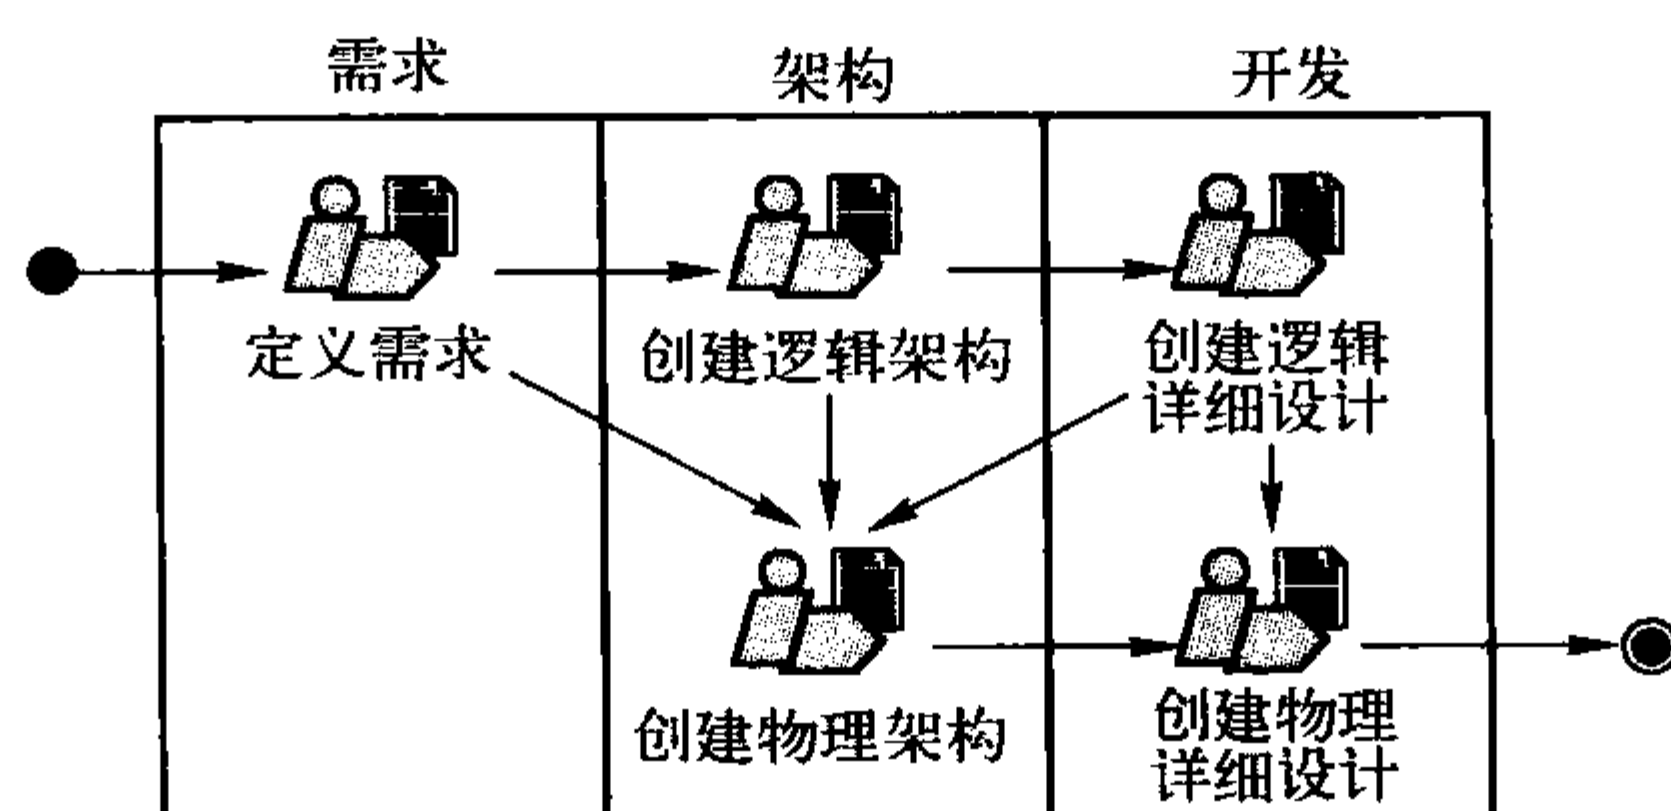 需求
架构
开发
定义需求
创建逻辑架构
创建逻辑
详细设计
创建物理架构
创建物理
详细设计